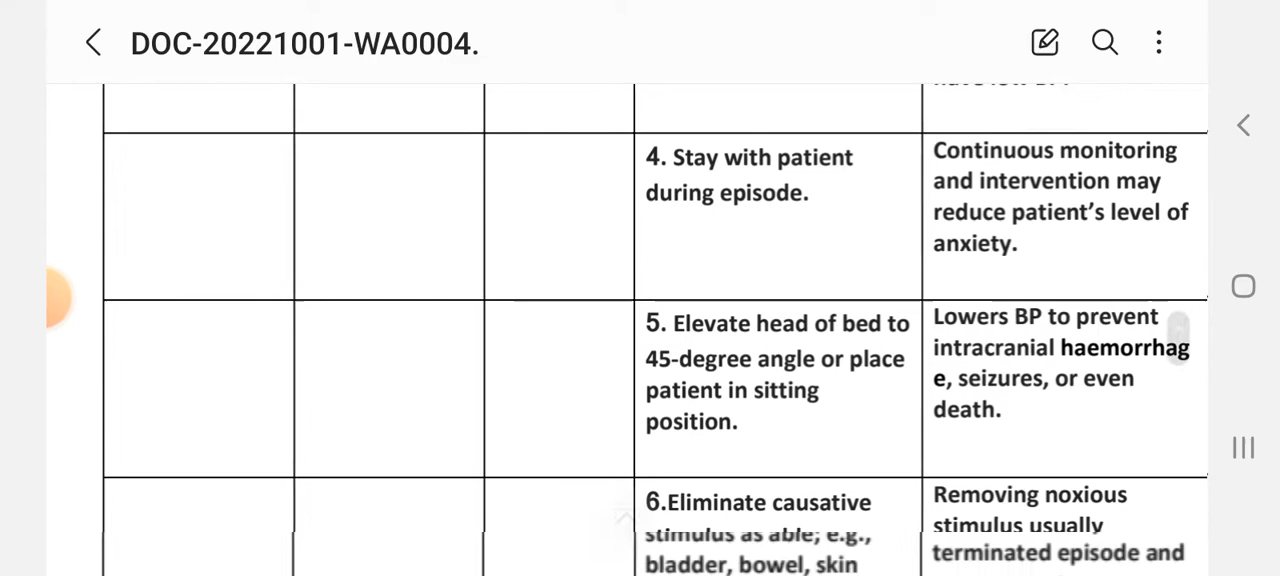 DOC-20221001-WA0004.
4. Stay with patient
during episode.
Continuous monitoring
and intervention may
reduce patient’s level of
anxiety.
5. Elevate head of bed to
45-degree angle or place
patient in sitting
position.
Lowers BP to prevent
intracranial haemorrhag
e, seizures, or even
death.
6.Eliminate causative
stimulus as able; e.g.,
bladder, bowel, skin
Removing noxious
stimulus usually
terminated episode and